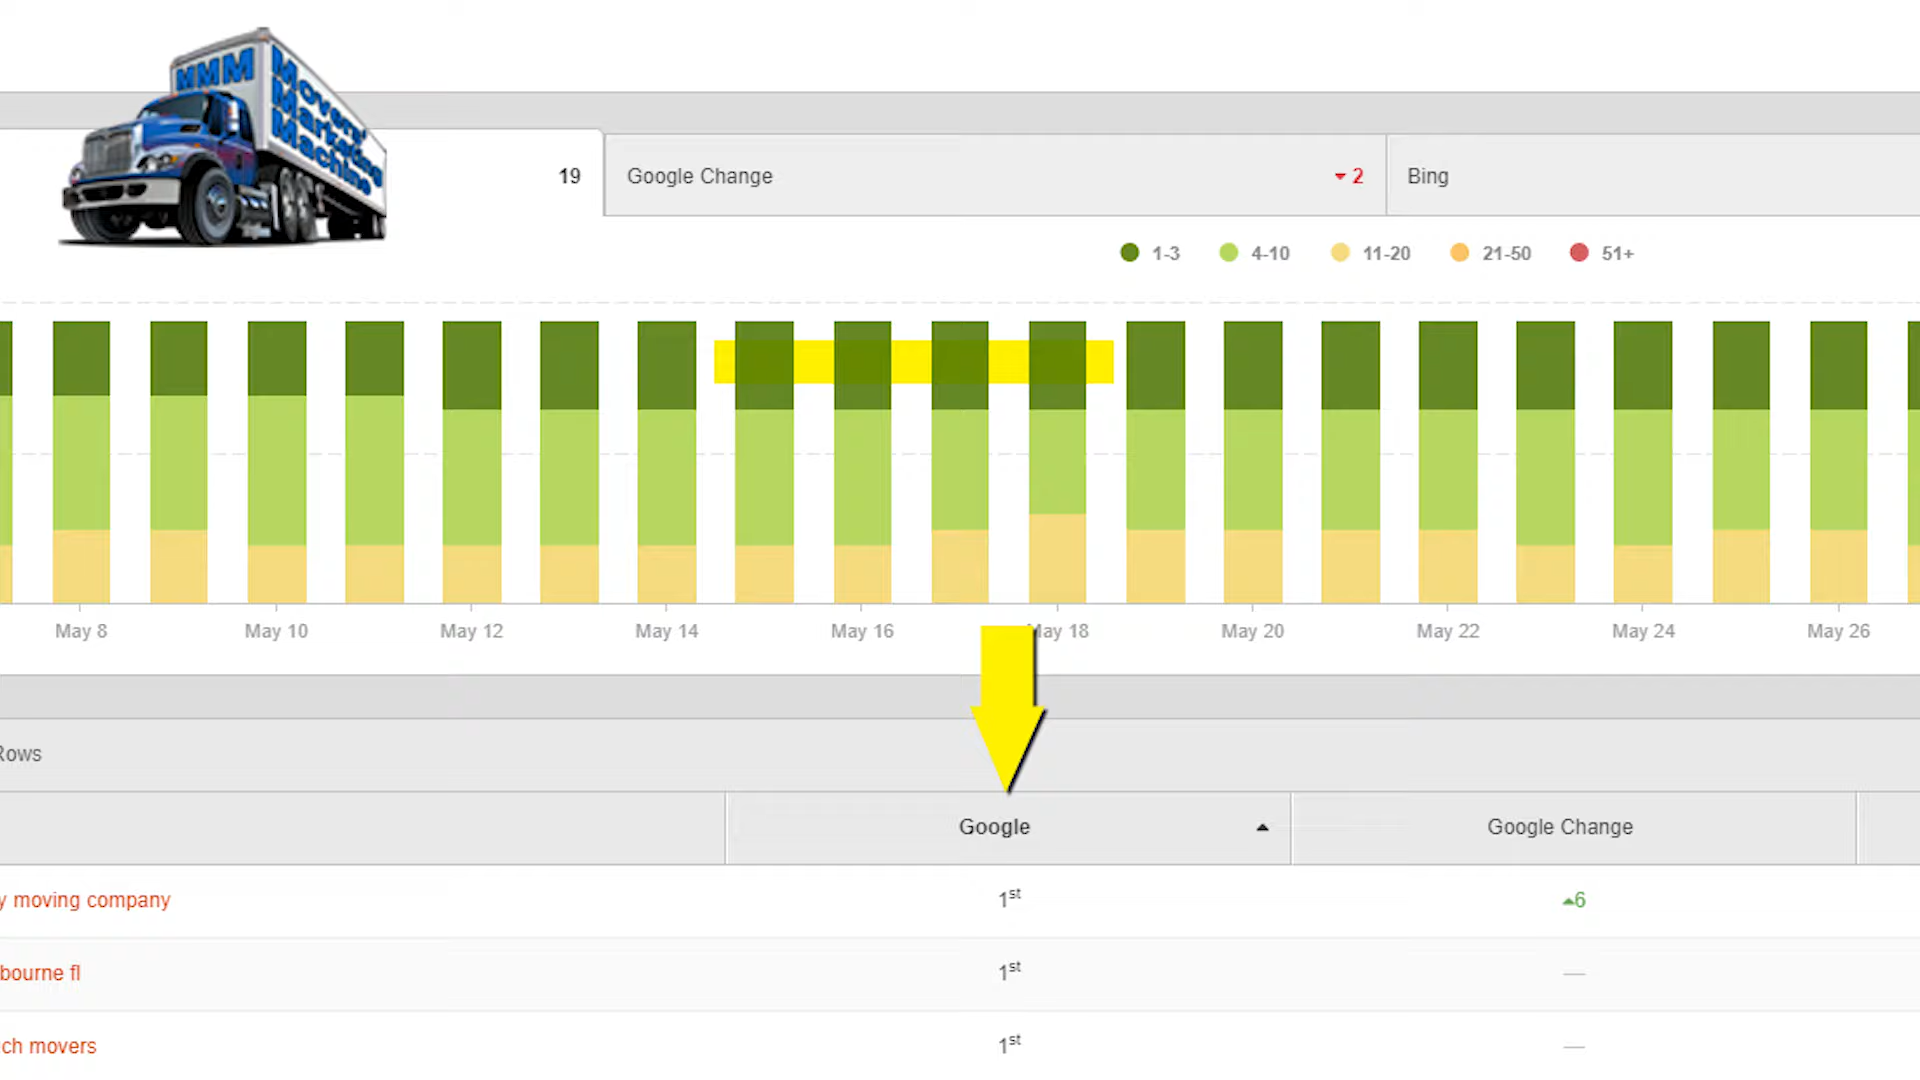 MMM
Movers'
Marketing
Machine
19
Google Change
2
Bing
1-3
4-10
11-20
21-50
51+
May 8
May 10
May 12
May 14
May 16
May 18
May 20
May 22
May 24
May 26
Rows
Google
Google Change
y moving company
1st
6
bourne fl
1st
—
ch movers
1st
—